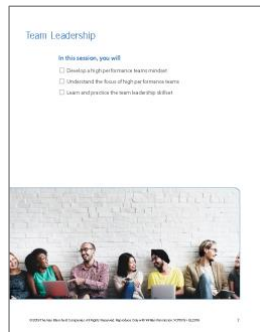 Team Leadership
In this session, you will
Develop a high performance teams mindset
Understand the focus of high performance teams
Learn and practice the team leadership skillset